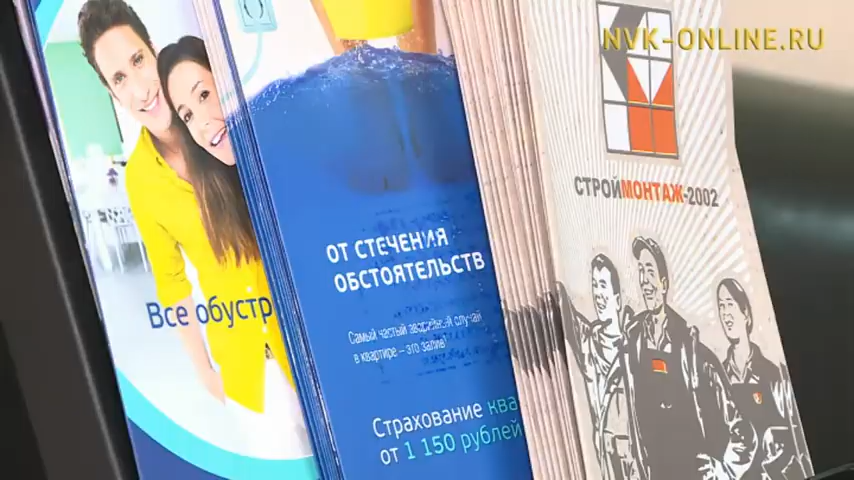 NVK-ONLINE.RU
Все обустр
ОТ СТЕЧЕНИЯ
ОБСТОЯТЕЛЬСТВ
Самый частый аварийный случай
в квартире – это залив!
Страхование ква
от 1 150 рублей
СТРОЙМОНТАЖ-2002